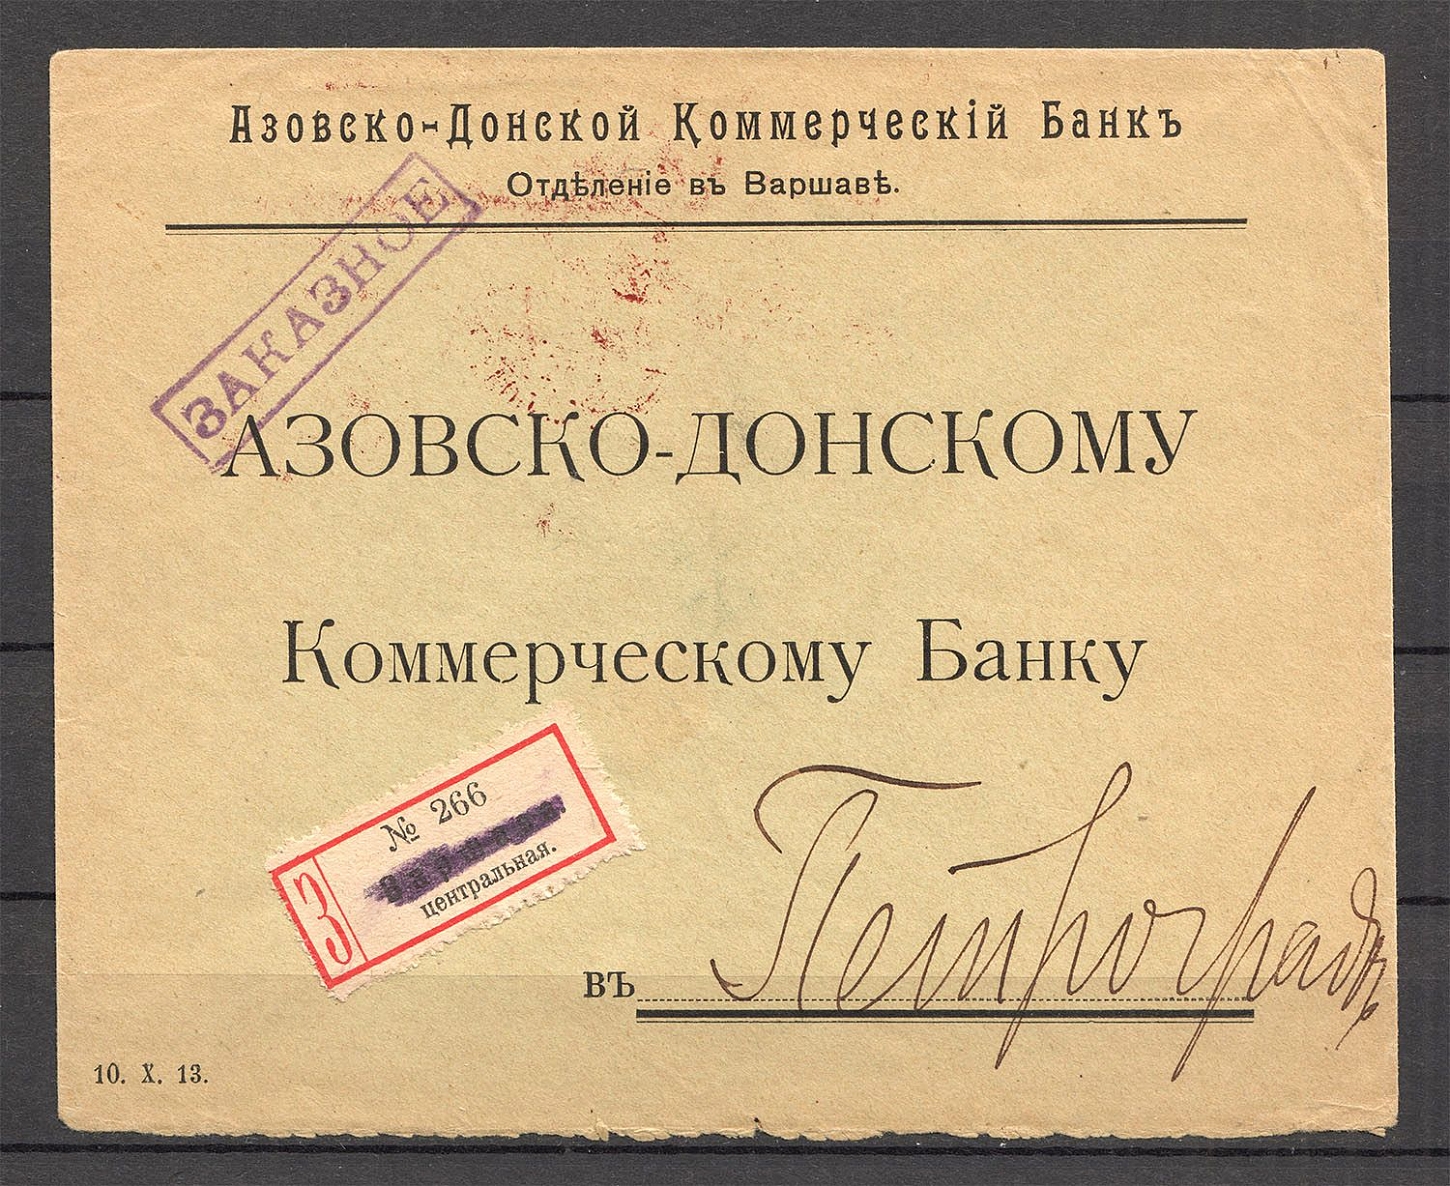 Азовско-Донской Коммерческій Банкъ
Отдѣленіе въ Варшавѣ.
ЗАКАЗНОЕ
АЗОВСКО-ДОНСКОМУ
Коммерческому Банку
№ 266
центральная.
З
въ Петроградъ
10. X. 13.